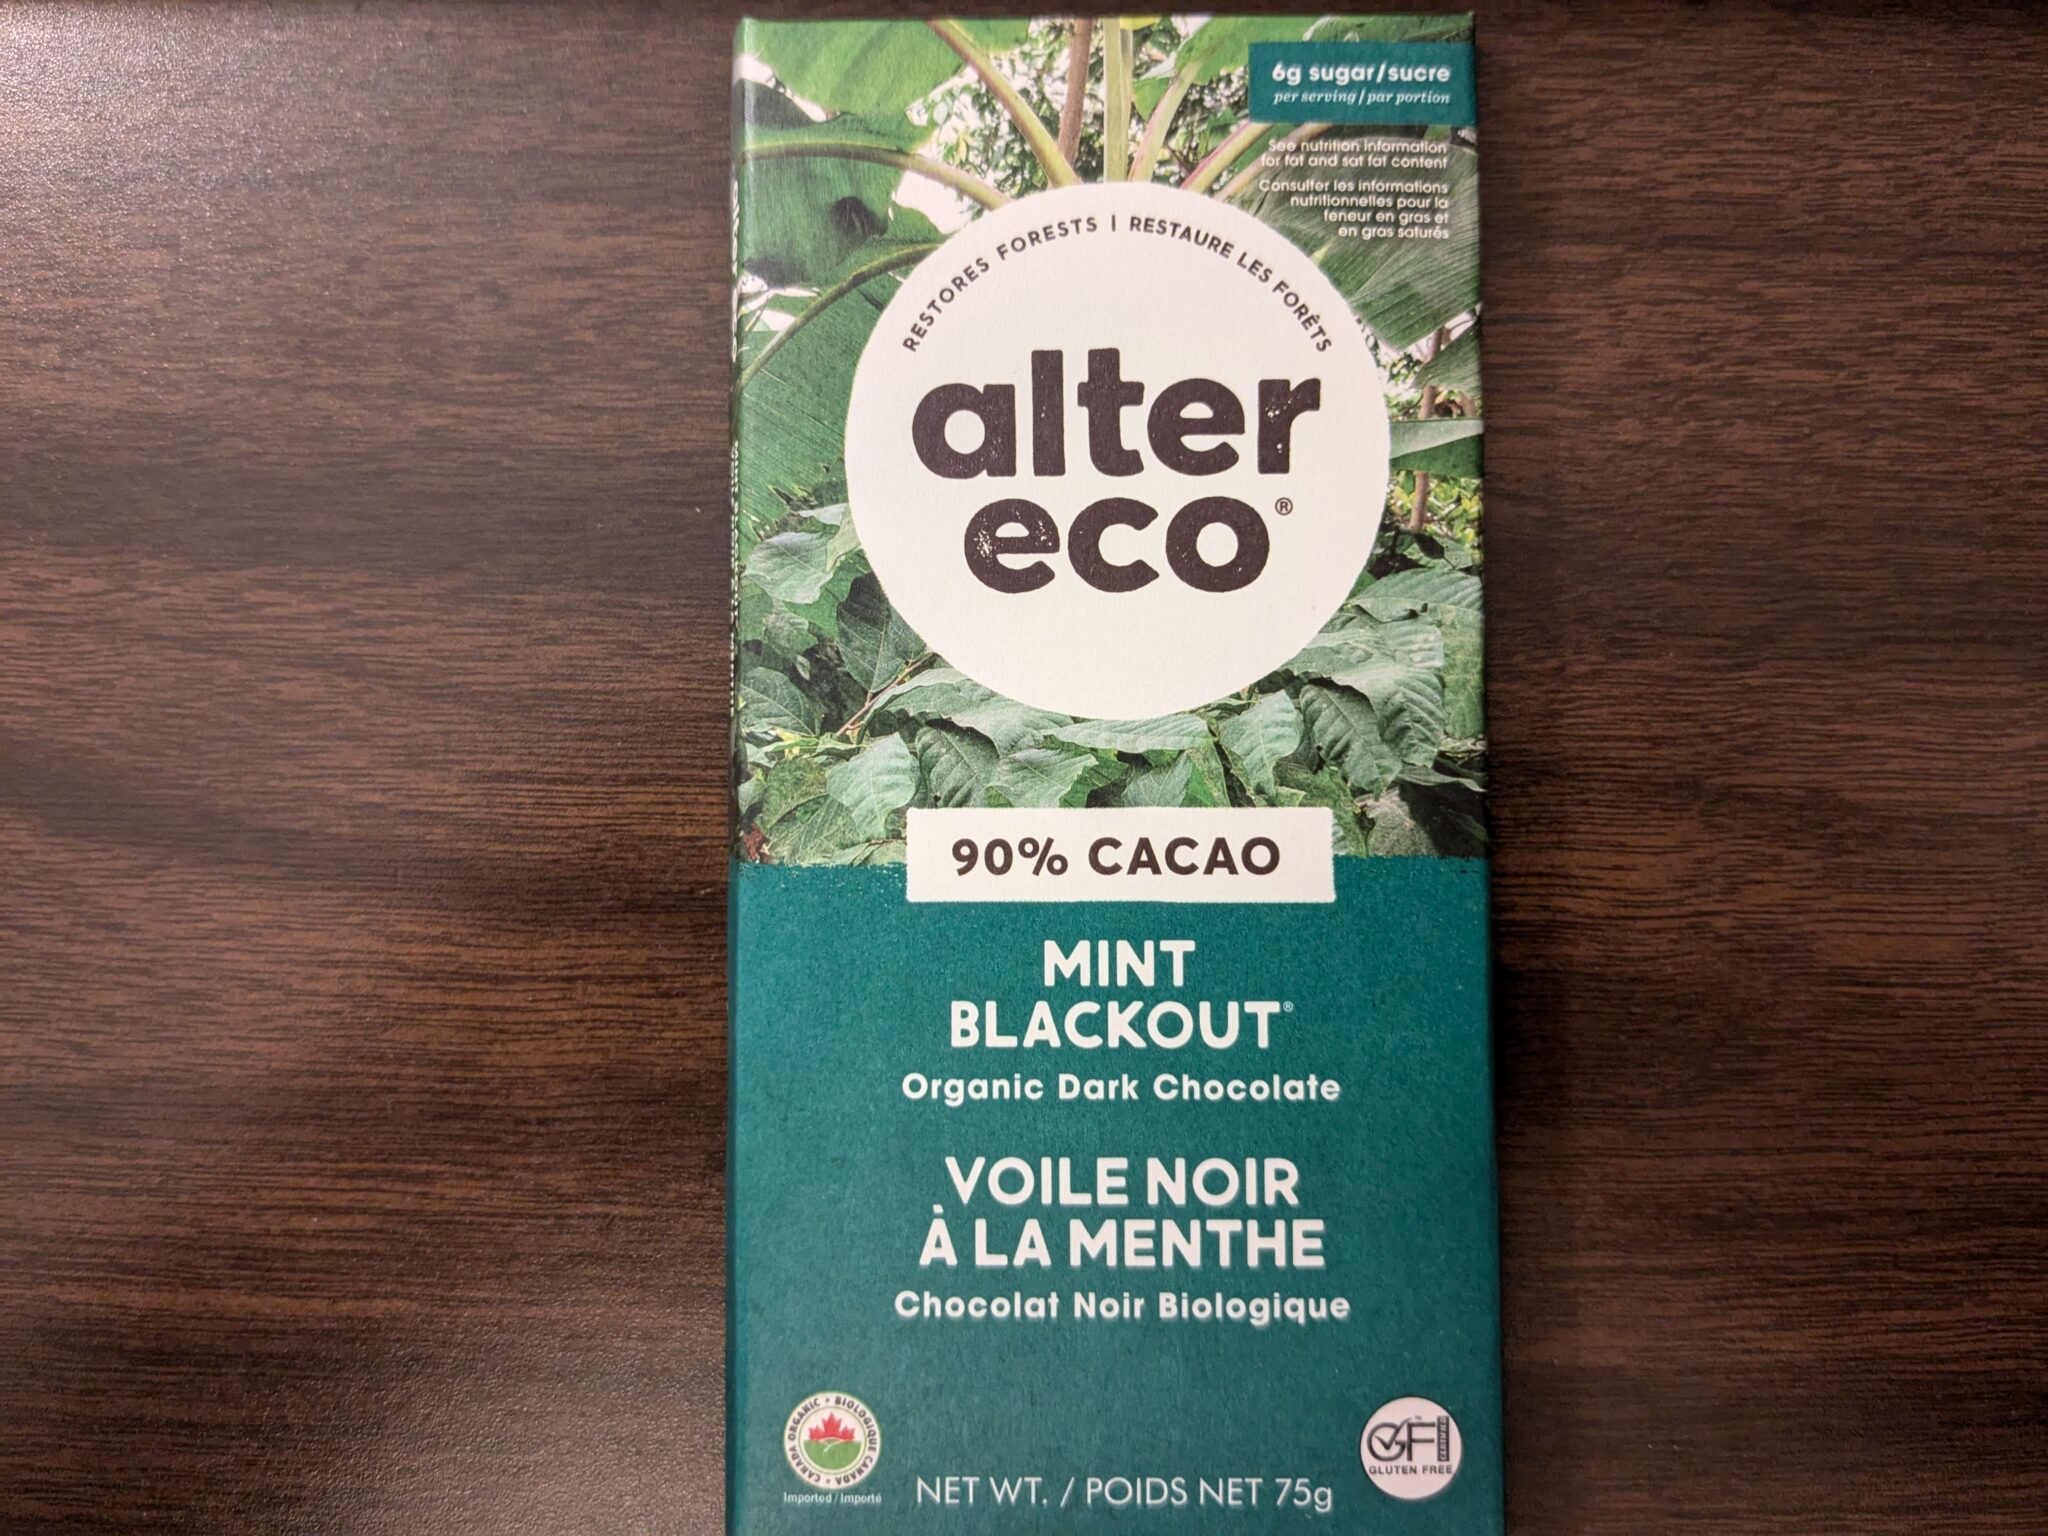 6g sugar/sucre
per serving/par portion
See nutrition information
for fat and sat fat content
Consulter les informations
nutritionnelles pour la
teneur en gras et
en gras saturés
RESTORES FORESTS | RESTAURE LES FORÊTS
alter
eco®
90% CACAO
MINT
BLACKOUT®
Organic Dark Chocolate
VOILE NOIR
À LA MENTHE
Chocolat Noir Biologique
CANADA ORGANIC • BIOLOGIQUE CANADA •
Imported / Importé
NET WT. / POIDS NET 75g
GF™
CERTIFIED
GLUTEN FREE